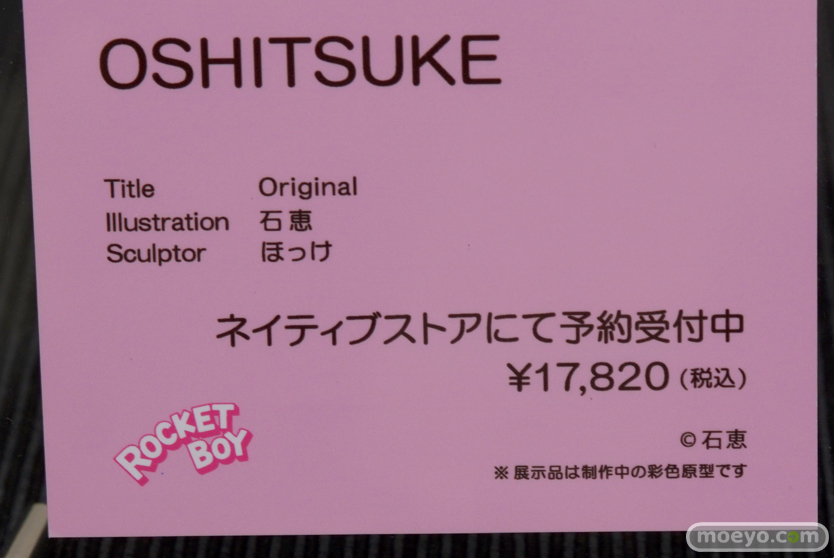 OSHITSUKE
Title Original
Illustration 石恵
Sculptor ほっけ
ネイティブストアにて予約受付中
¥17,820(税込)
ROCKET
BOY
©石恵
※展示品は制作中の彩色原型です
moeyo.com